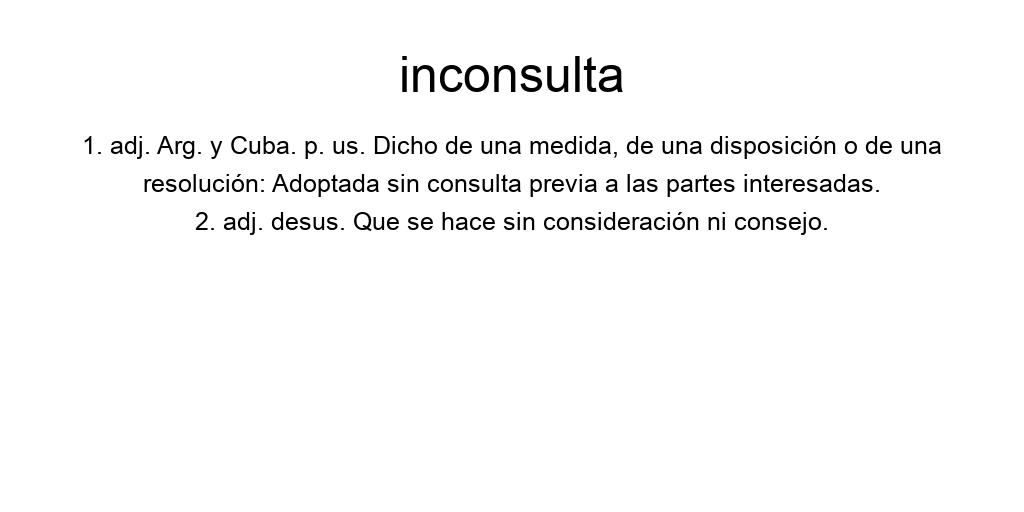 inconsulta
1. adj. Arg. y Cuba. p. us. Dicho de una medida, de una disposición o de una
resolución: Adoptada sin consulta previa a las partes interesadas.
2. adj. desus. Que se hace sin consideración ni consejo.